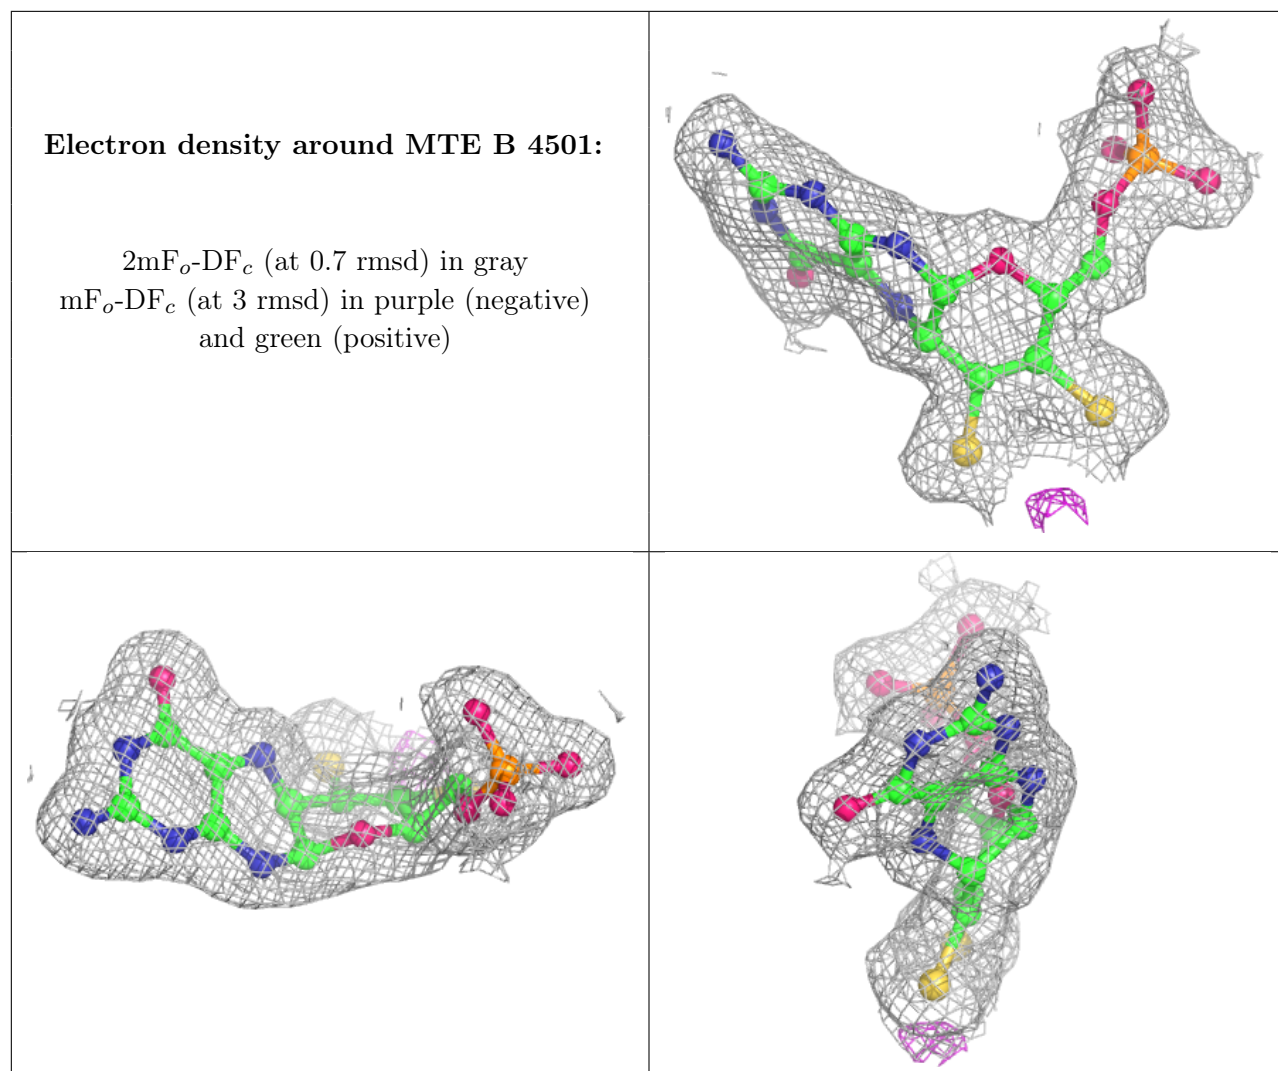 Electron density around MTE B 4501:
2mFₒ-DF𝒸 (at 0.7 rmsd) in gray
mFₒ-DF𝒸 (at 3 rmsd) in purple (negative)
and green (positive)